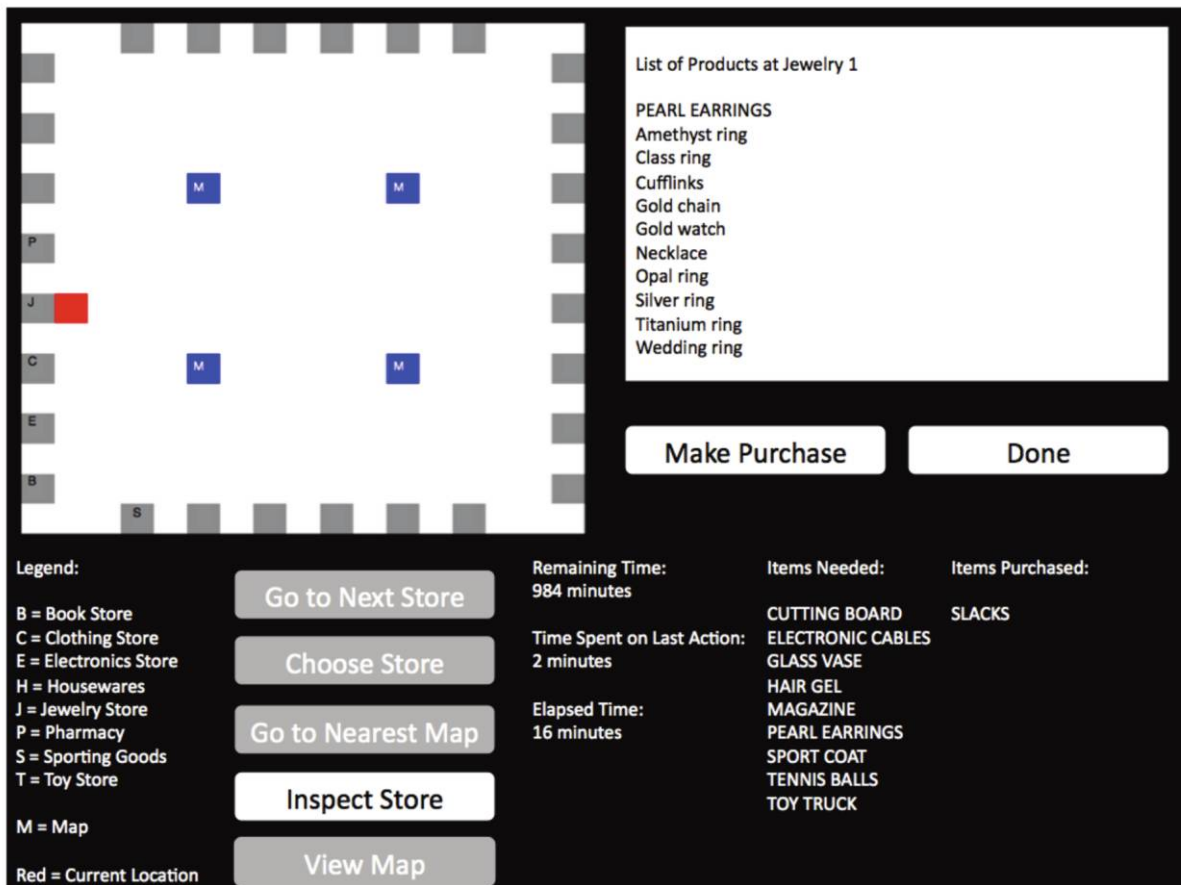 M M
P
J
C
M M
E
B
S
List of Products at Jewelry 1
PEARL EARRINGS
Amethyst ring
Class ring
Cufflinks
Gold chain
Gold watch
Necklace
Opal ring
Silver ring
Titanium ring
Wedding ring
Make Purchase
Done
Legend:
B = Book Store
C = Clothing Store
E = Electronics Store
H = Housewares
J = Jewelry Store
P = Pharmacy
S = Sporting Goods
T = Toy Store
M = Map
Red = Current Location
Go to Next Store
Choose Store
Go to Nearest Map
Inspect Store
View Map
Remaining Time:
984 minutes
Time Spent on Last Action:
2 minutes
Elapsed Time:
16 minutes
Items Needed:
CUTTING BOARD
ELECTRONIC CABLES
GLASS VASE
HAIR GEL
MAGAZINE
PEARL EARRINGS
SPORT COAT
TENNIS BALLS
TOY TRUCK
Items Purchased:
SLACKS